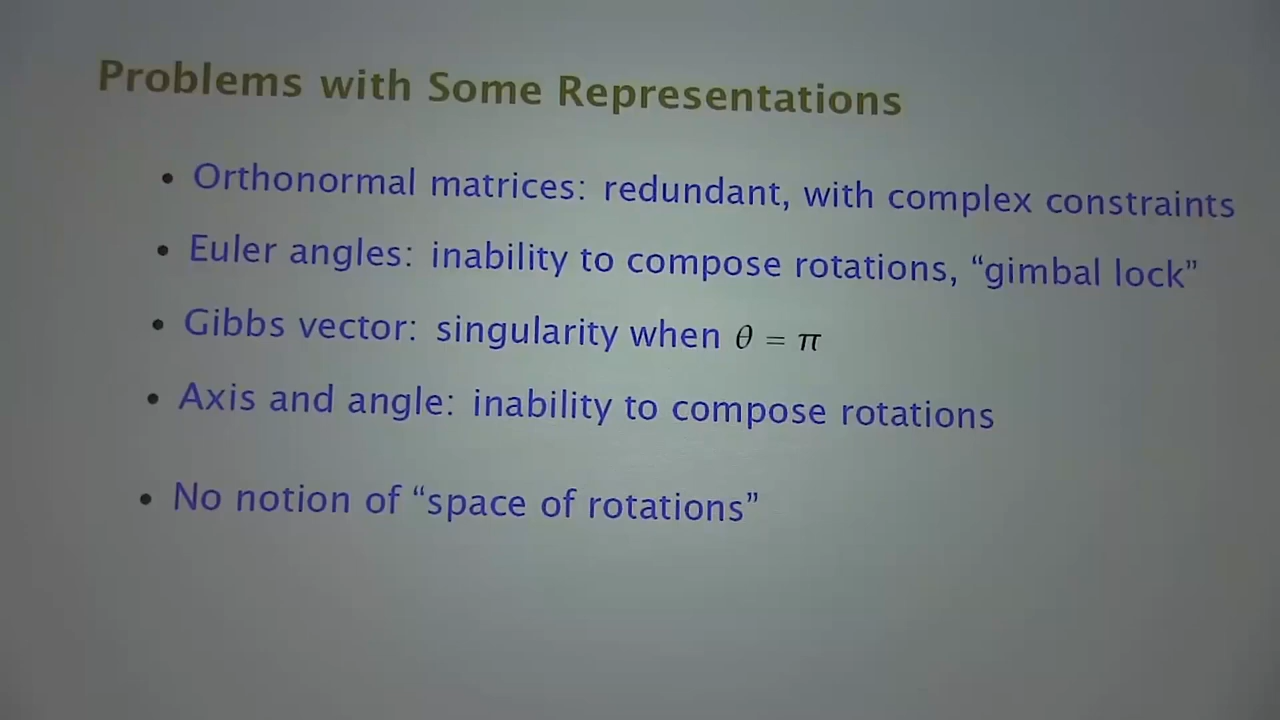 Problems with Some Representations
• Orthonormal matrices: redundant, with complex constraints
• Euler angles: inability to compose rotations, “gimbal lock”
• Gibbs vector: singularity when θ = π
• Axis and angle: inability to compose rotations
• No notion of “space of rotations”